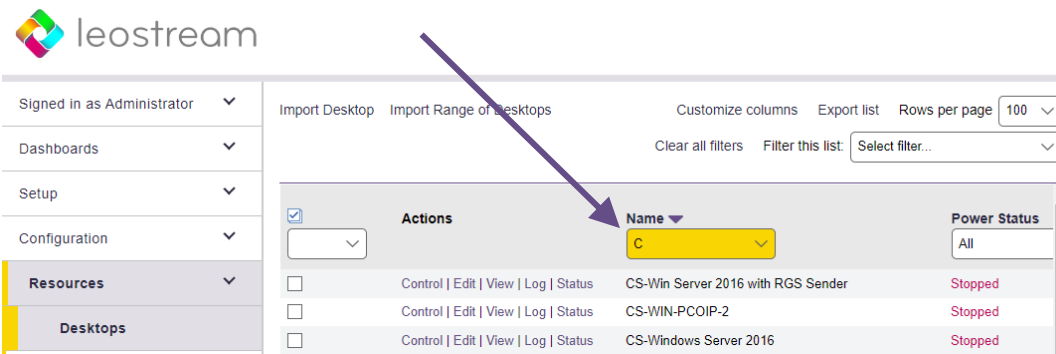 leostream
Signed in as Administrator
Dashboards
Setup
Configuration
Resources
Desktops
Import Desktop Import Range of Desktops Customize columns Export list Rows per page 100
Clear all filters Filter this list: Select filter...
Actions Name Power Status
C All
Control | Edit | View | Log | Status CS-Win Server 2016 with RGS Sender Stopped
Control | Edit | View | Log | Status CS-WIN-PCOIP-2 Stopped
Control | Edit | View | Log | Status CS-Windows Server 2016 Stopped